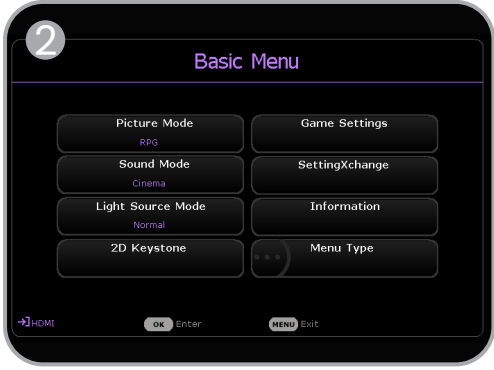 2
Basic Menu
Picture Mode
RPG
Game Settings
Sound Mode
Cinema
SettingXchange
Light Source Mode
Normal
Information
2D Keystone
Menu Type
HDMI
OK Enter
MENU Exit